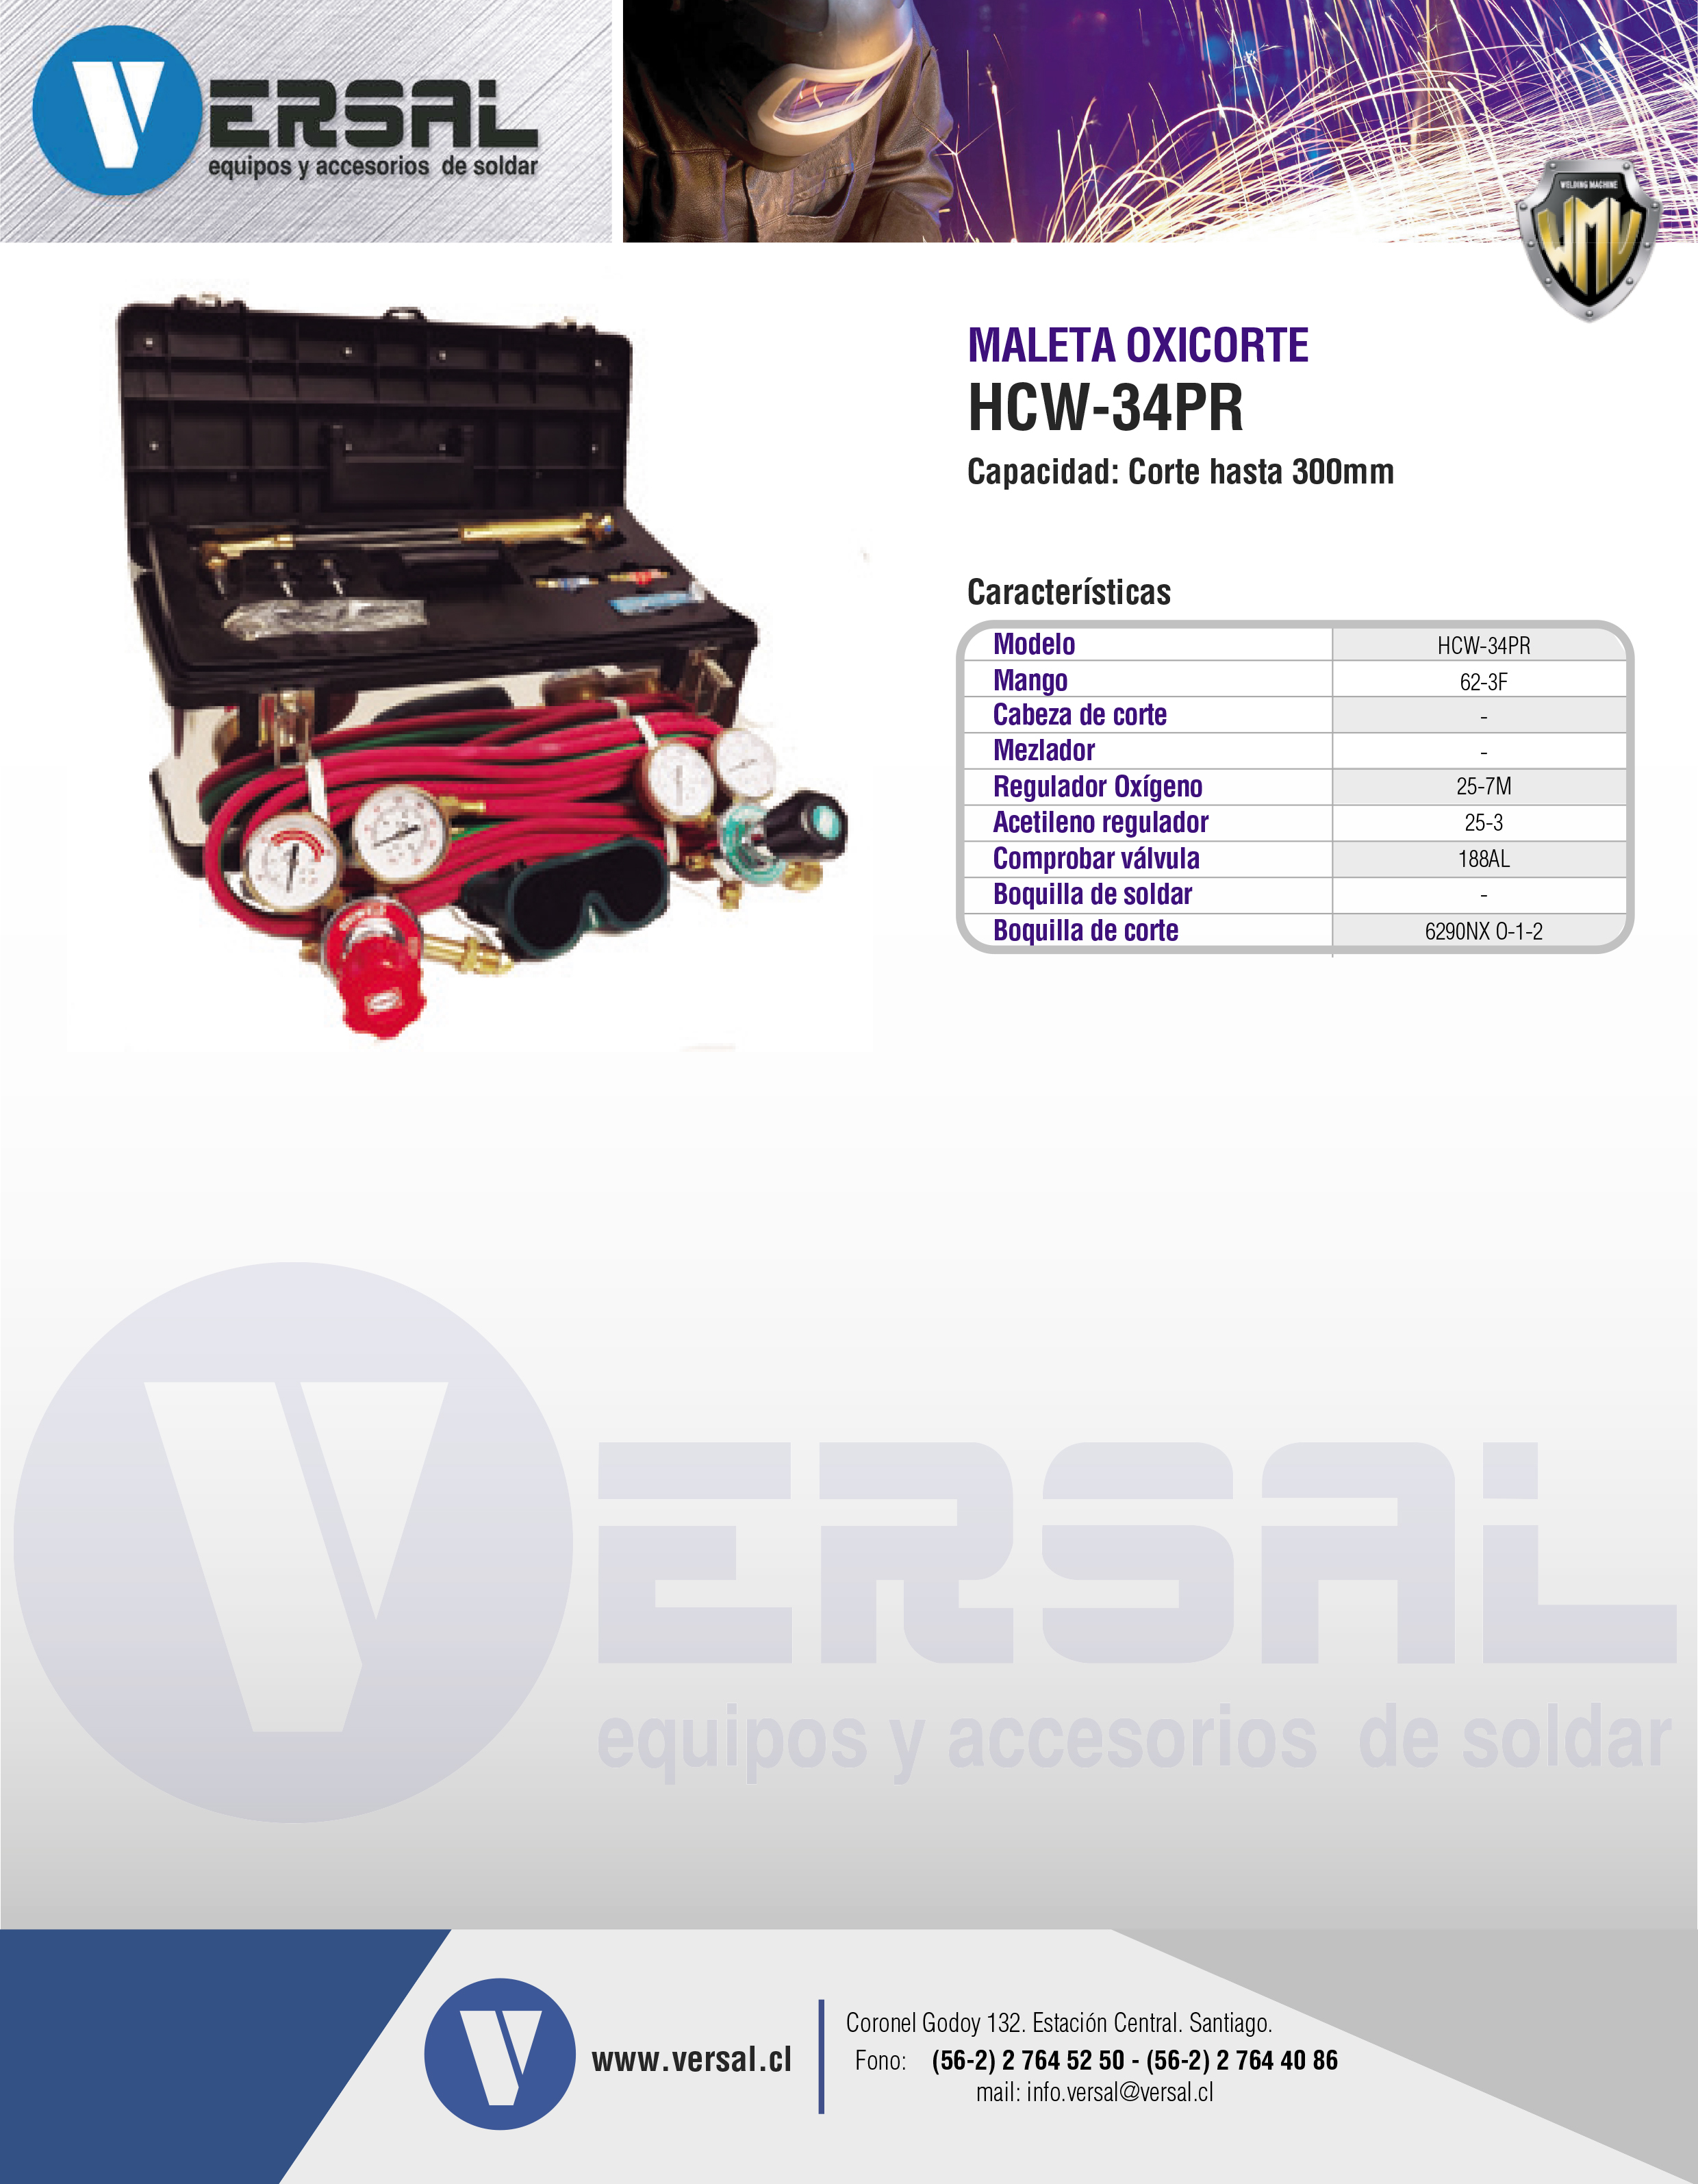 VERSAL
equipos y accesorios de soldar
WELDING MACHINE
WMV
MALETA OXICORTE
HCW-34PR
Capacidad: Corte hasta 300mm
Características
Modelo HCW-34PR
Mango 62-3F
Cabeza de corte -
Mezlador -
Regulador Oxígeno 25-7M
Acetileno regulador 25-3
Comprobar válvula 188AL
Boquilla de soldar -
Boquilla de corte 6290NX O-1-2
VERSAL
equipos y accesorios de soldar
V
www.versal.cl
Coronel Godoy 132. Estación Central. Santiago.
Fono: (56-2) 2 764 52 50 - (56-2) 2 764 40 86
mail: info.versal@versal.cl